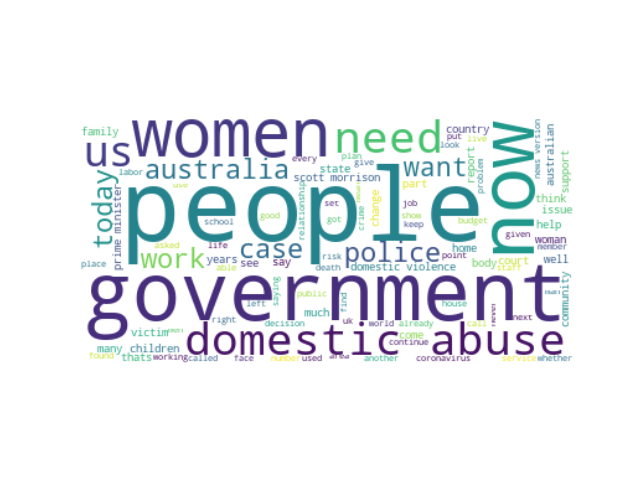 family
women
need
country
put
live
look
now
news version
australian
us
today
prime minister
labor
australia
every
plan
state
give
scott morrison
want
part
report
problem
support
people
use
school
good
relationship
set
got
crime
change
job
show
keep
budget
think
issue
help
given
woman
member
asked
life
case
police
point
home
court
well
place
work
years
able
see
say
risk
death
domestic violence
body
staff
community
government
left
saying
public
find
house
right
decision
much
uk
world
already
call
next
victim
domestic abuse
come
continue
many children
found
thats
working
called
face
number
used
area
another
coronavirus
service
whether